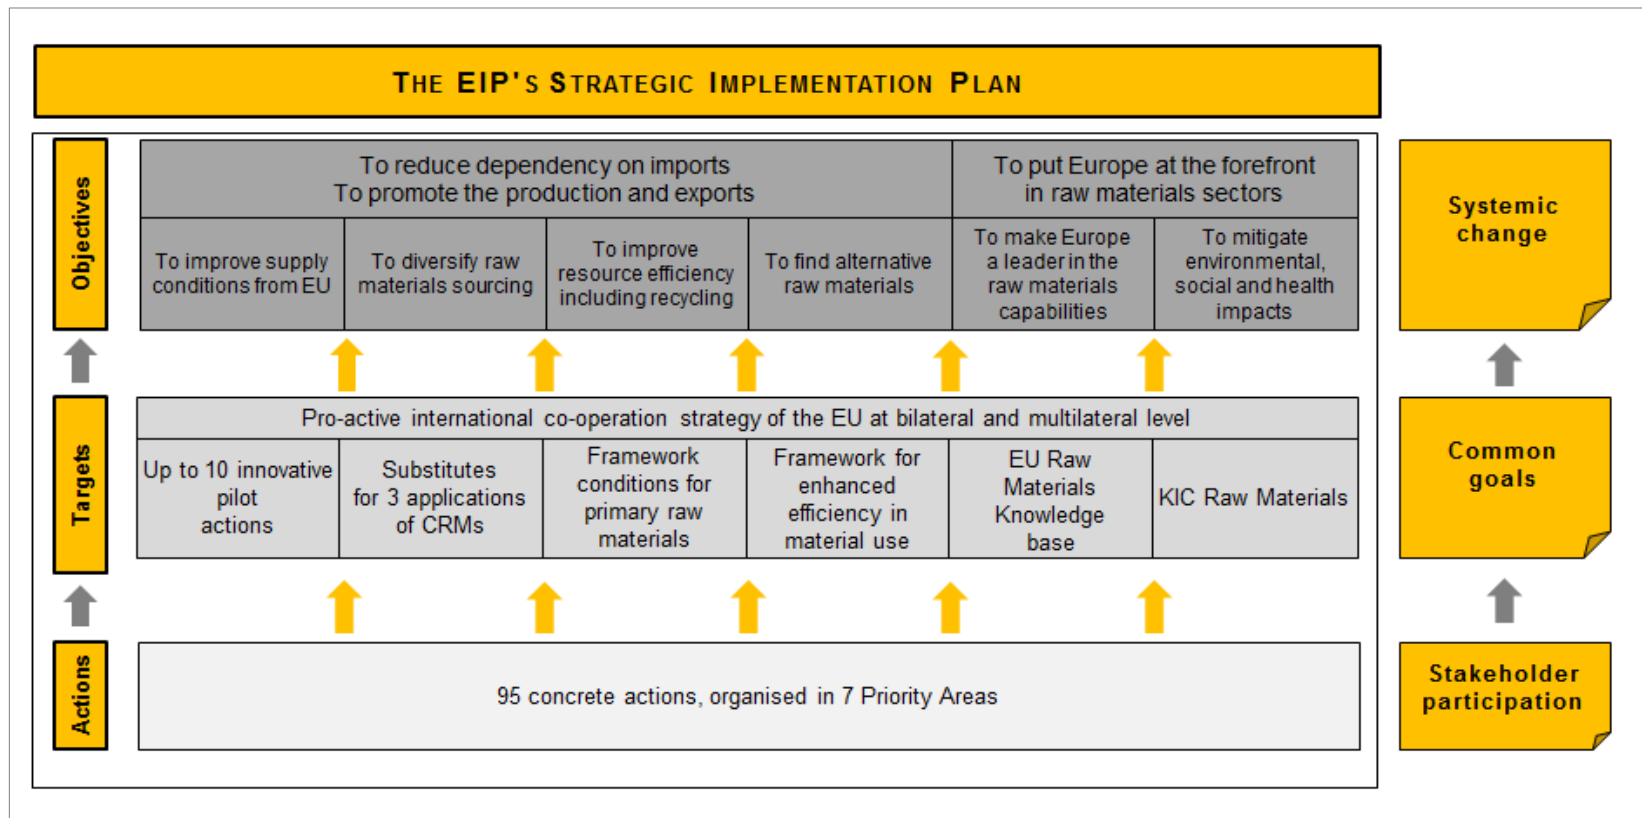 THE EIP'S STRATEGIC IMPLEMENTATION PLAN
Objectives
To reduce dependency on imports
To promote the production and exports
To put Europe at the forefront
in raw materials sectors
To improve supply
conditions from EU
To diversify raw
materials sourcing
To improve
resource efficiency
including recycling
To find alternative
raw materials
To make Europe
a leader in the
raw materials
capabilities
To mitigate
environmental,
social and health
impacts
Systemic
change
Targets
Pro-active international co-operation strategy of the EU at bilateral and multilateral level
Up to 10 innovative
pilot
actions
Substitutes
for 3 applications
of CRMs
Framework
conditions for
primary raw
materials
Framework for
enhanced
efficiency in
material use
EU Raw
Materials
Knowledge
base
KIC Raw Materials
Common
goals
Actions
95 concrete actions, organised in 7 Priority Areas
Stakeholder
participation